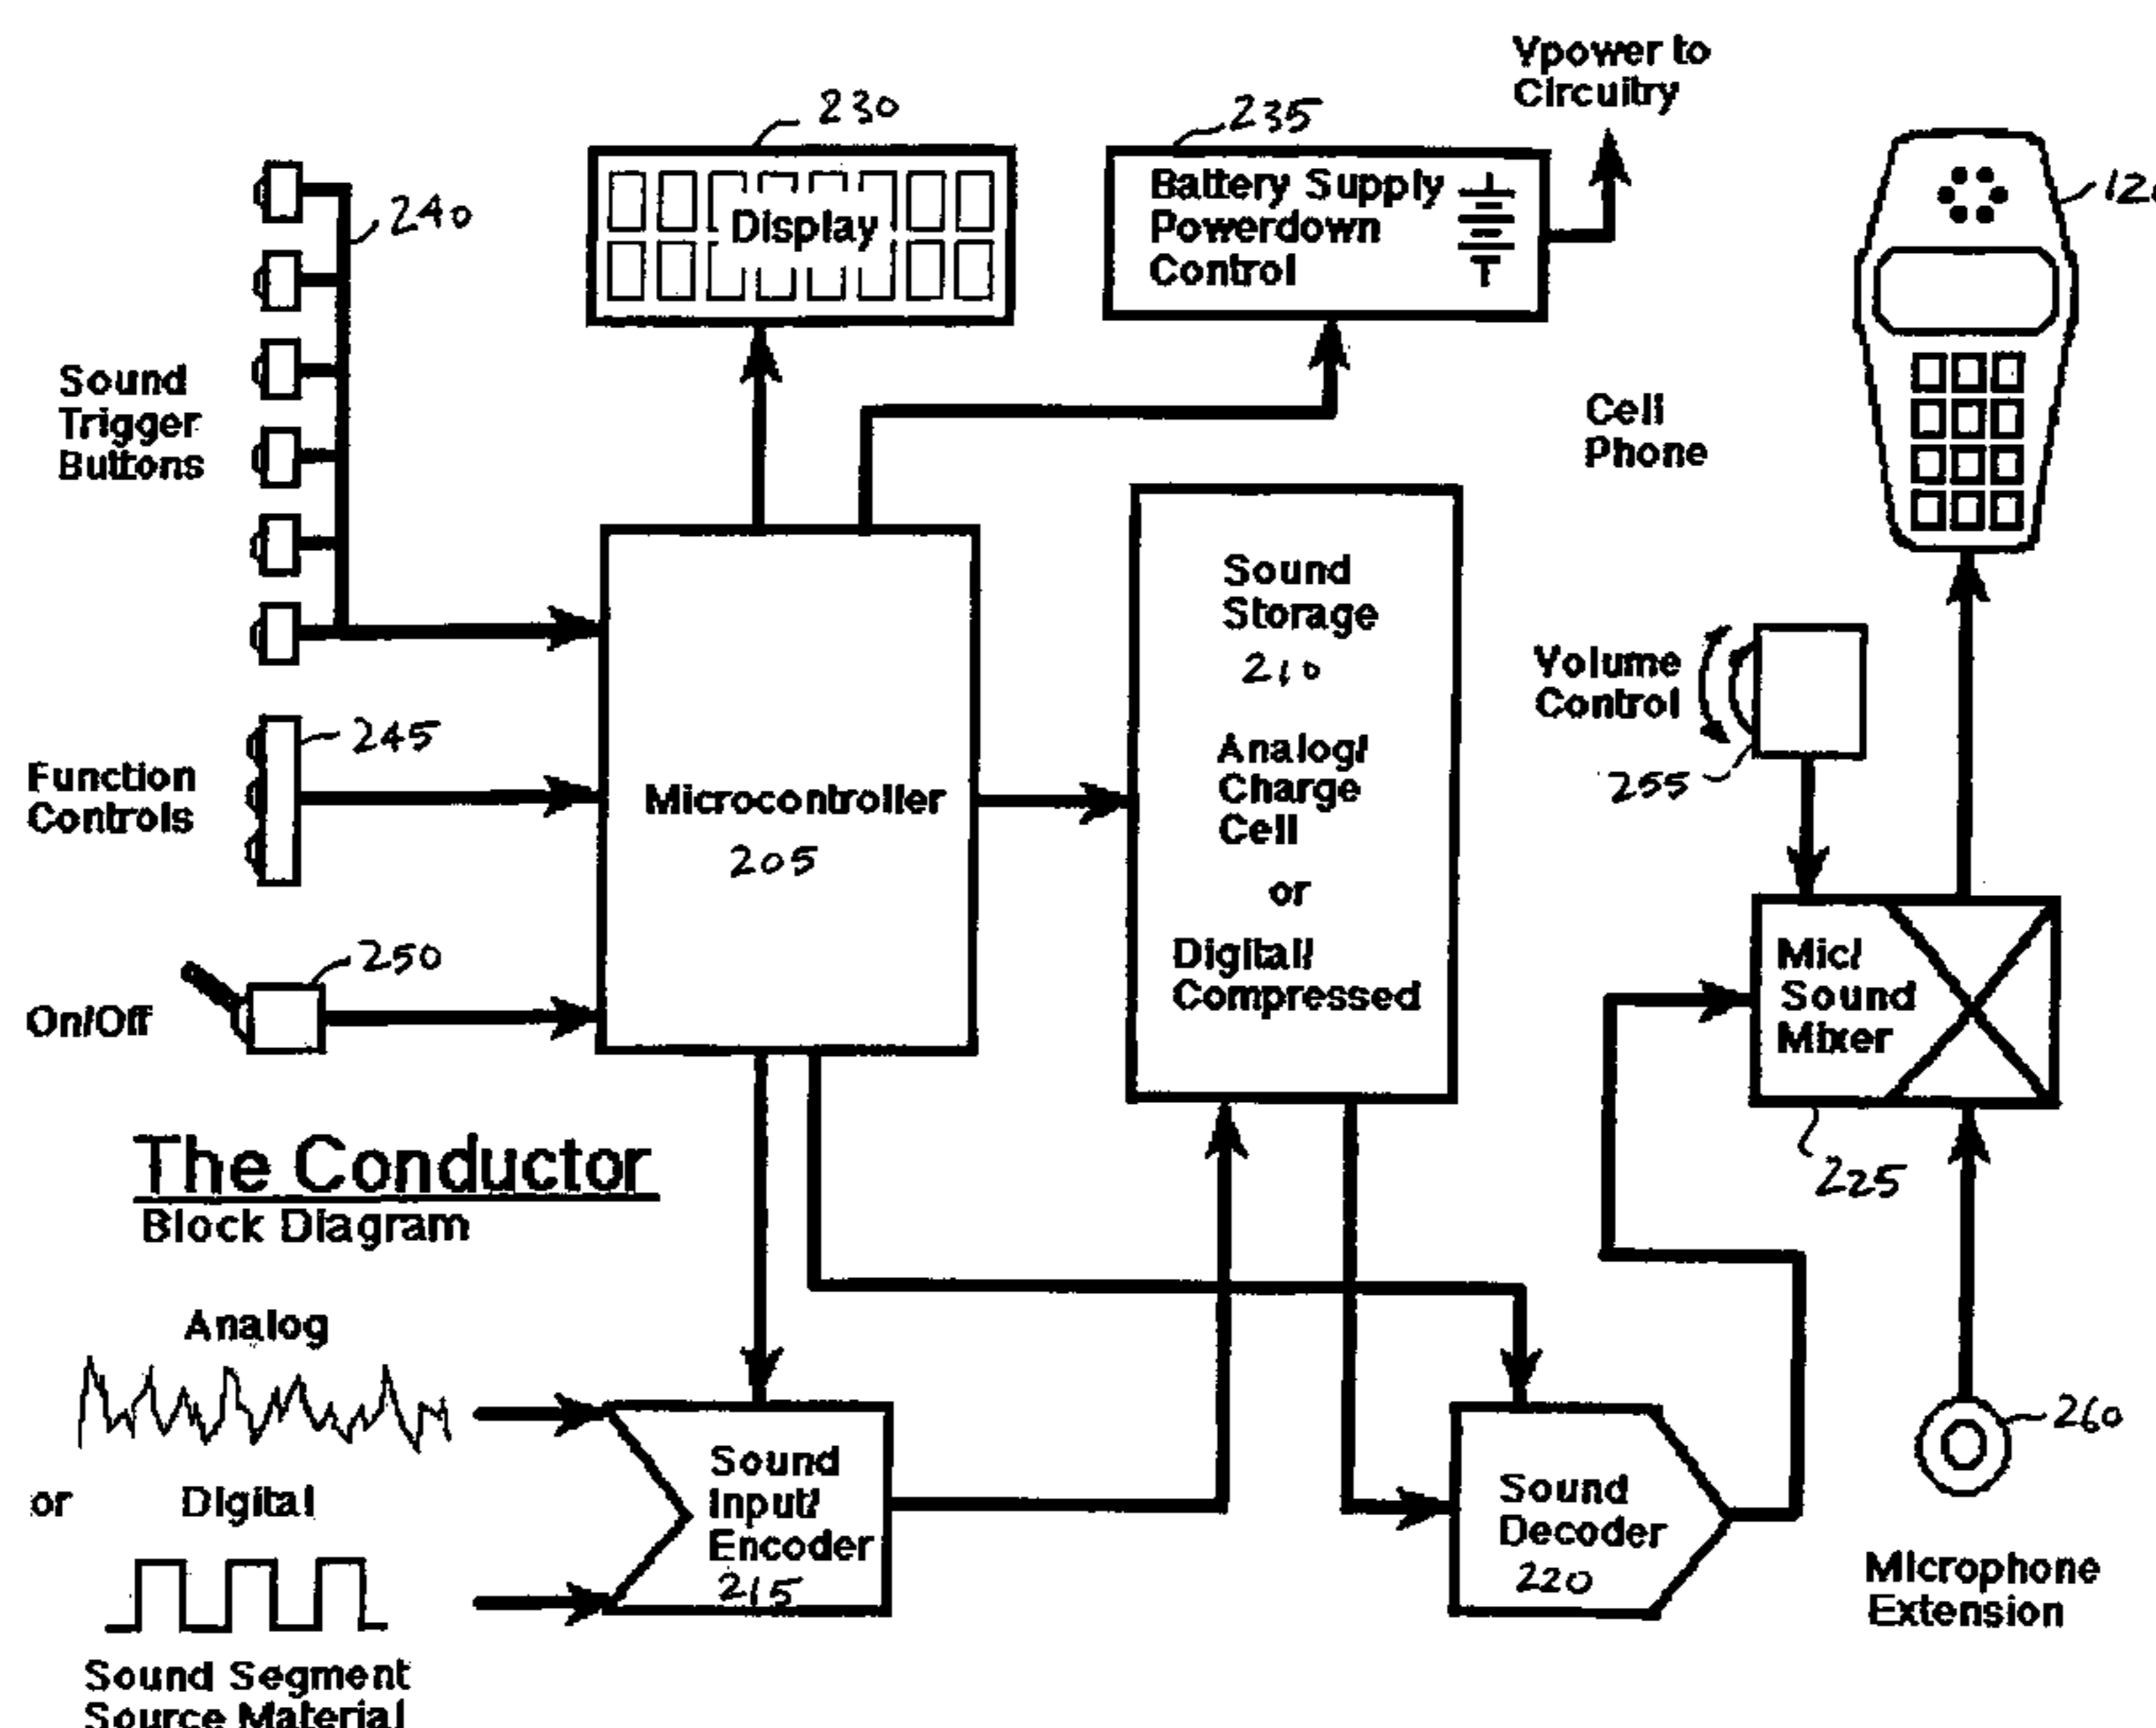 Vpower to
Circuitry
230
235
240
Display
Battery Supply
Powerdown
Control
Sound
Trigger
Buttons
Cell
Phone
Sound
Storage
210
Analog/
Charge
Cell
or
Digital/
Compressed
Volume
Control
255
Function
Controls
245
Microcontroller
205
On/Off
250
Mic/
Sound
Mixer
225
The Conductor
Block Diagram
Analog
or Digital
Sound
Input/
Encoder
215
Sound
Decoder
220
260
Microphone
Extension
Sound Segment
Source Material